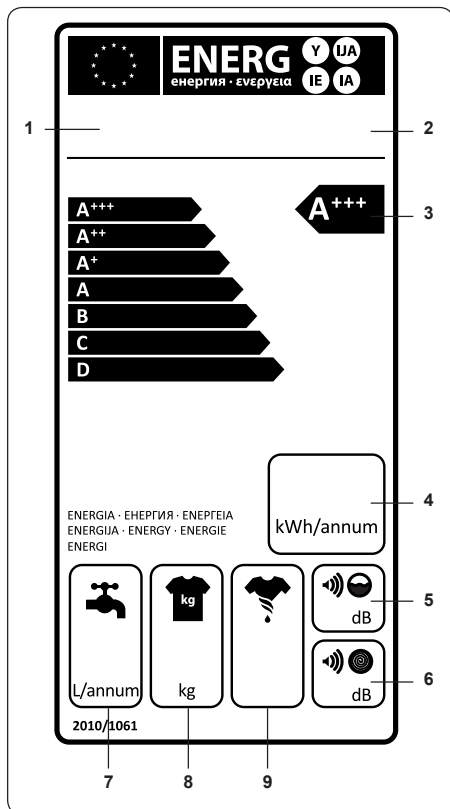 ENERG Y IJA
енергия · ενεργεια IE IA
1 2
A+++ A+++ 3
A++
A+
A
B
C
D
4
kWh/annum
ENERGIA · ЕНЕРГИЯ · ΕΝΕΡΓΕΙΑ
ENERGIJA · ENERGY · ENERGIE
ENERGI
kg
dB 5
dB 6
L/annum kg
2010/1061
7 8 9